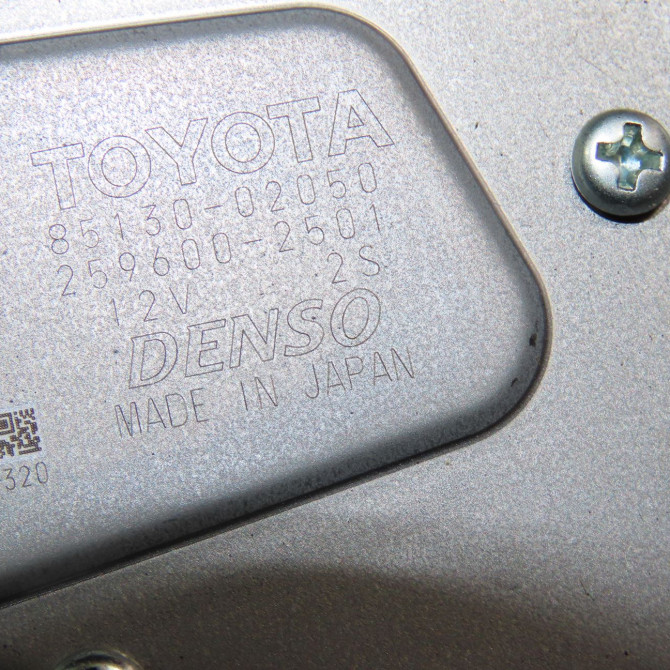 TOYOTA
85130-02050
259600-2501
12V 2S
DENSO
MADE IN JAPAN
320